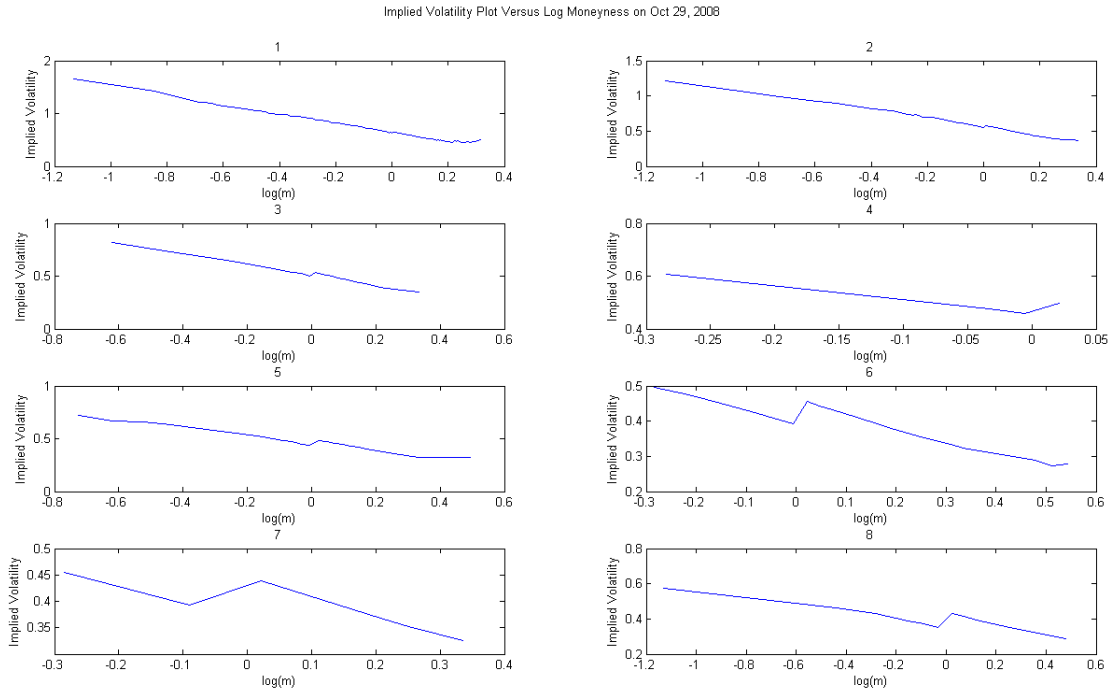 Implied Volatility Plot Versus Log Moneyness on Oct 29, 2008
1
2
1
0
Implied Volatility
-1.2 -1 -0.8 -0.6 -0.4 -0.2 0 0.2 0.4
log(m)
2
1.5
1
0.5
0
Implied Volatility
-1 -0.8 -0.6 -0.4 -0.2 0 0.2 0.4
log(m)
3
1
0.5
0
Implied Volatility
-0.8 -0.6 -0.4 -0.2 0 0.2 0.4 0.6
log(m)
4
0.8
0.6
0.4
Implied Volatility
-0.3 -0.25 -0.2 -0.15 -0.1 -0.05 0 0.05
log(m)
5
1
0.5
0
Implied Volatility
-0.8 -0.6 -0.4 -0.2 0 0.2 0.4 0.6
log(m)
6
0.5
0.4
0.3
0.2
Implied Volatility
-0.3 -0.2 -0.1 0 0.1 0.2 0.3 0.4 0.5 0.6
log(m)
7
0.5
0.45
0.4
0.35
Implied Volatility
-0.3 -0.2 -0.1 0 0.1 0.2 0.3 0.4
log(m)
8
0.8
0.6
0.4
0.2
Implied Volatility
-1.2 -1 -0.8 -0.6 -0.4 -0.2 0 0.2 0.4 0.6
log(m)